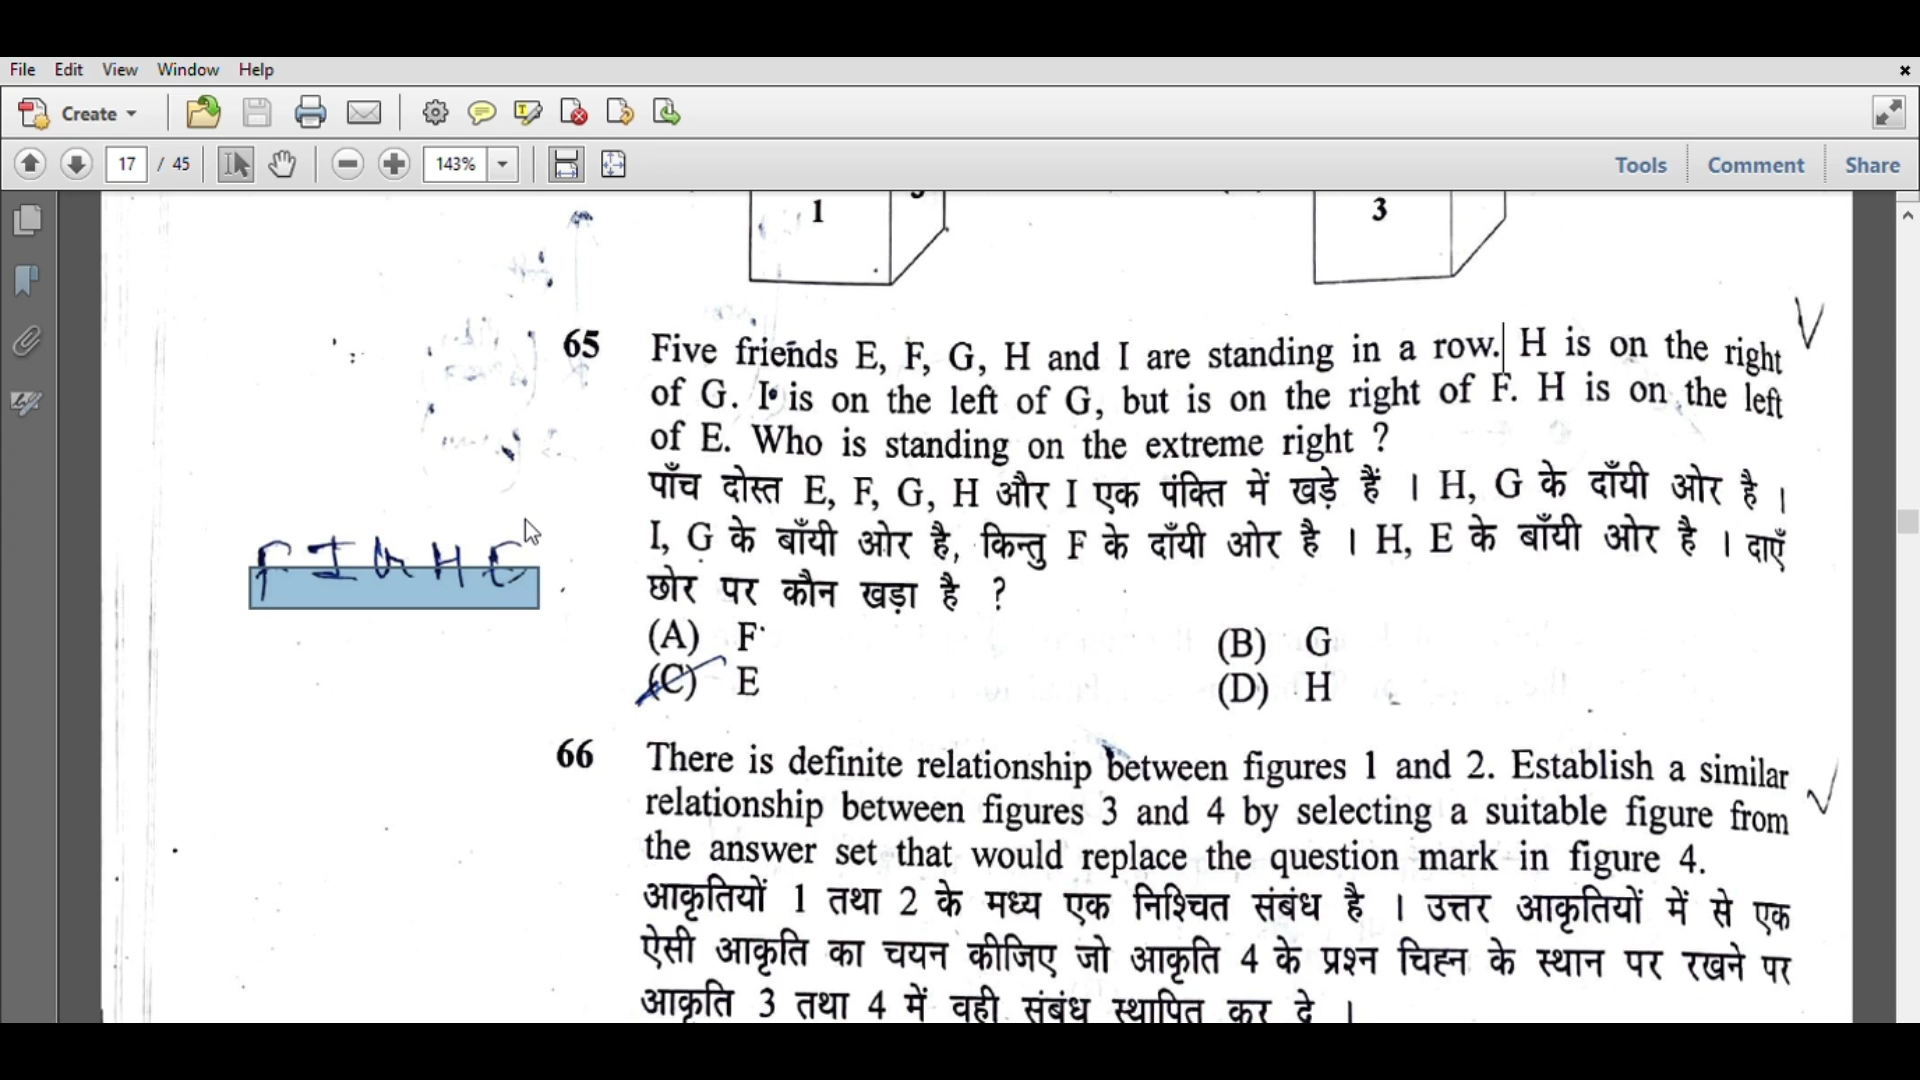 File Edit View Window Help
Create
17 / 45 143% Tools Comment Share
1 3
65 Five friends E, F, G, H and I are standing in a row. H is on the right
of G. I is on the left of G, but is on the right of F. H is on the left
of E. Who is standing on the extreme right ?
पाँच दोस्त E, F, G, H और I एक पंक्ति में खड़े हैं । H, G के दाँयी ओर है ।
I, G के बाँयी ओर है, किन्तु F के दाँयी ओर है । H, E के बाँयी ओर है । दाएँ
छोर पर कौन खड़ा है ?
F I G H E
(A) F (B) G
(C) E (D) H
66 There is definite relationship between figures 1 and 2. Establish a similar
relationship between figures 3 and 4 by selecting a suitable figure from
the answer set that would replace the question mark in figure 4.
आकृतियों 1 तथा 2 के मध्य एक निश्चित संबंध है । उत्तर आकृतियों में से एक
ऐसी आकृति का चयन कीजिए जो आकृति 4 के प्रश्न चिह्न के स्थान पर रखने पर
आकृति 3 तथा 4 में वही संबंध स्थापित कर दे ।